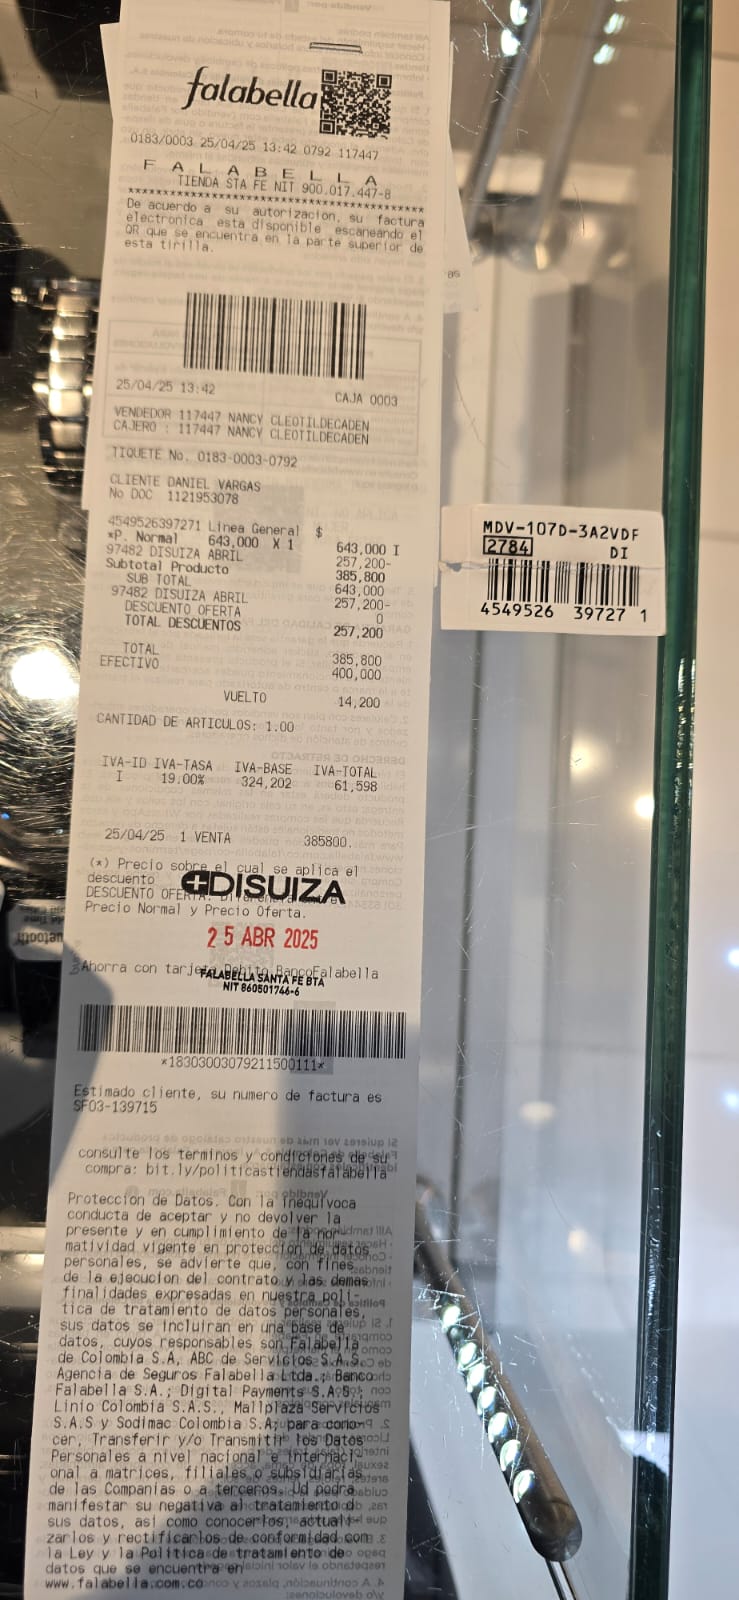 falabella
0183/0003 25/04/25 13:42 0792 117447
F A L A B E L L A
TIENDA STA FE NIT 900.017.447-8
****************************************
De acuerdo a su autorizacion, su factura
electronica esta disponible escaneando el
QR que se encuentra en la parte superior de
esta tirilla.
25/04/25 13:42
CAJA 0003
VENDEDOR 117447 NANCY CLEOTILDECADEN
CAJERO : 117447 NANCY CLEOTILDECADEN
TIQUETE No. 0183-0003-0792
CLIENTE DANIEL VARGAS
No DOC 1121953078
4549526397271 Linea General $
*P. Normal 643,000 X 1 643,000 I
97482 DISUIZA ABRIL 257,200-
Subtotal Producto 385,800
SUB TOTAL 643,000
97482 DISUIZA ABRIL 257,200-
DESCUENTO OFERTA 0
TOTAL DESCUENTOS 257,200
TOTAL 385,800
EFECTIVO 400,000
VUELTO 14,200
CANTIDAD DE ARTICULOS: 1.00
IVA-ID IVA-TASA IVA-BASE IVA-TOTAL
I 19.00% 324,202 61,598
25/04/25 1 VENTA 385800.
(*) Precio sobre el cual se aplica el
descuento
DISUIZA
DESCUENTO OFERTA: Diferencia entre
Precio Normal y Precio Oferta.
25 ABR 2025
Ahorra con tarjeta Debito BancoFalabella
FALABELLA SANTA FE BTA
NIT 860501746-6
*18303003079211500111*
Estimado cliente, su numero de factura es
SF03-139715
consulte los terminos y condiciones de su
compra: bit.ly/politicastiendasfalabella
Proteccion de Datos. Con la inequivoca
conducta de aceptar y no devolver la
presente y en cumplimiento de la nor-
matividad vigente en proteccion de datos
personales, se advierte que, con fines
de la ejecucion del contrato y las demas
finalidades expresadas en nuestra poli-
tica de tratamiento de datos personales,
sus datos se incluiran en una base de
datos, cuyos responsables son Falabella
de Colombia S.A, ABC de Servicios S.A.S,
Agencia de Seguros Falabella Ltda.; Banco
Falabella S.A.; Digital Payments S.A.S.,
Linio Colombia S.A.S., Mallplaza Servicios
S.A.S y Sodimac Colombia S.A; para cono-
cer, Transferir y/o Transmitir los Datos
Personales a nivel nacional e internaci
onal a matrices, filiales o subsidiarias
de las Companias o a terceros. Ud podra
manifestar su negativa al tratamiento d
sus datos, asi como conocerlos, actuali-
zarlos y rectificarlos de conformidad con
la Ley y la Politica de tratamiento de
datos que se encuentra en
www.falabella.com.co
MDV-107D-3A2VDF
2784 DI
4549526 39727 1